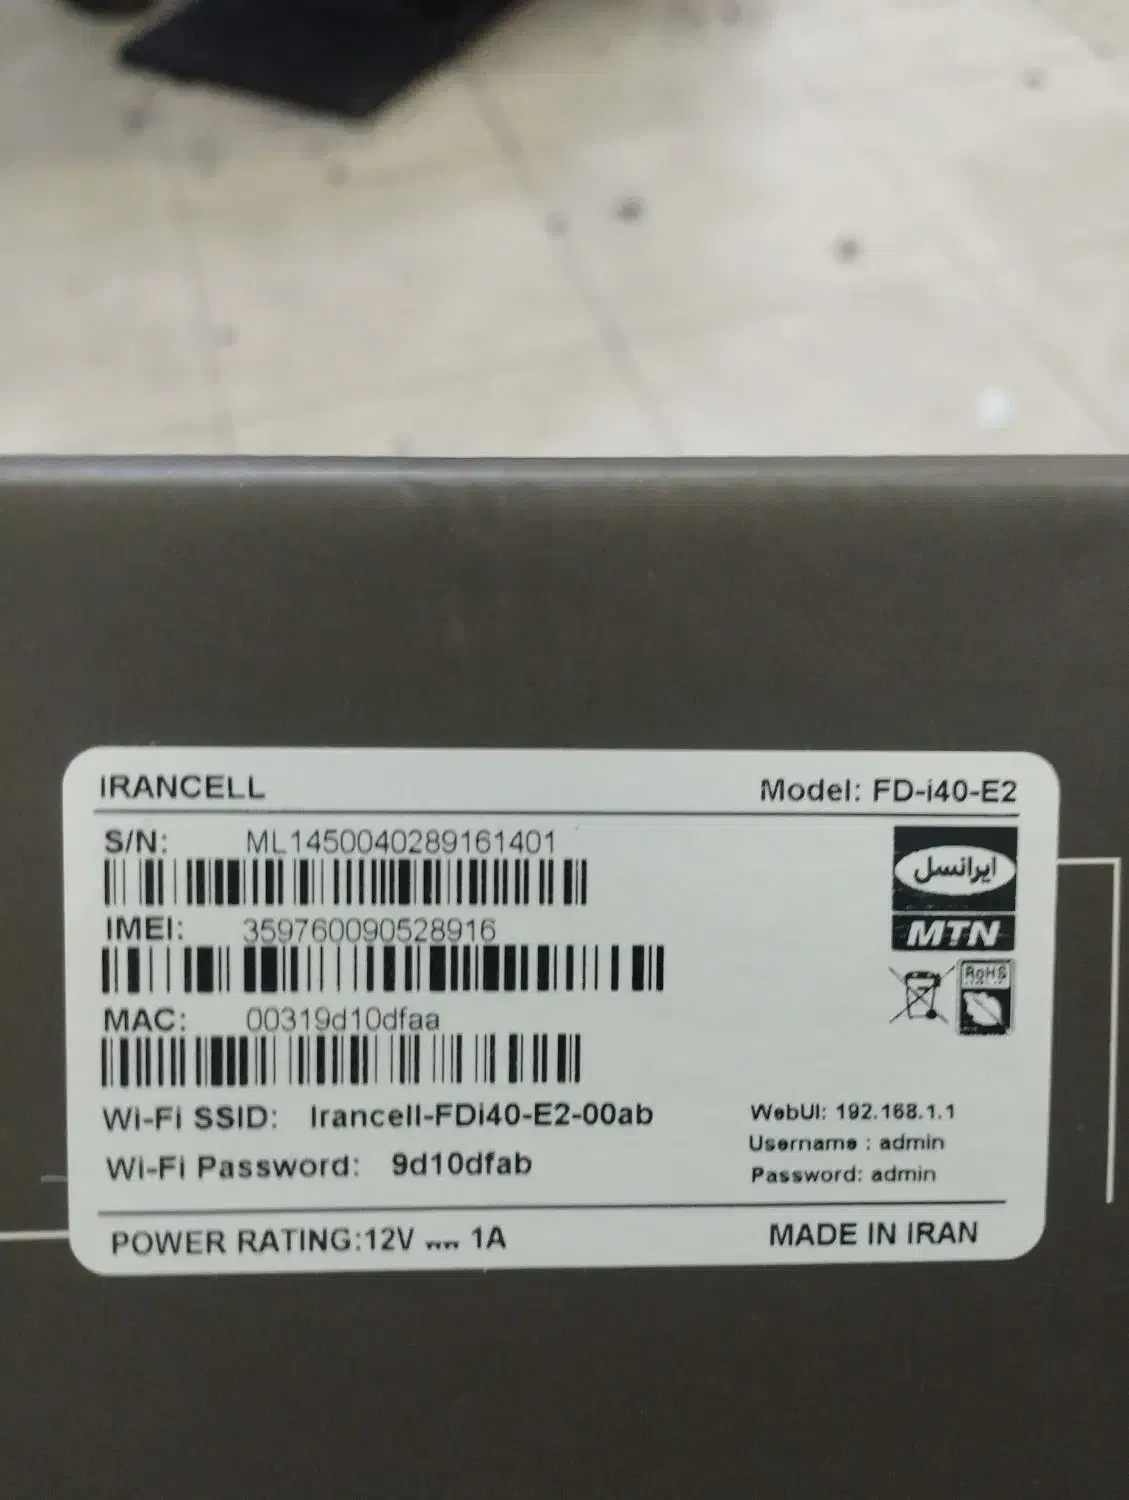 IRANCELL
Model: FD-i40-E2
S/N: ML1450040289161401
IMEI: 359760090528916
MAC: 00319d10dfaa
ایرانسل
MTN
RoHS
Wi-Fi SSID: Irancell-FDi40-E2-00ab
Wi-Fi Password: 9d10dfab
WebUI: 192.168.1.1
Username : admin
Password: admin
POWER RATING:12V ⎓ 1A
MADE IN IRAN